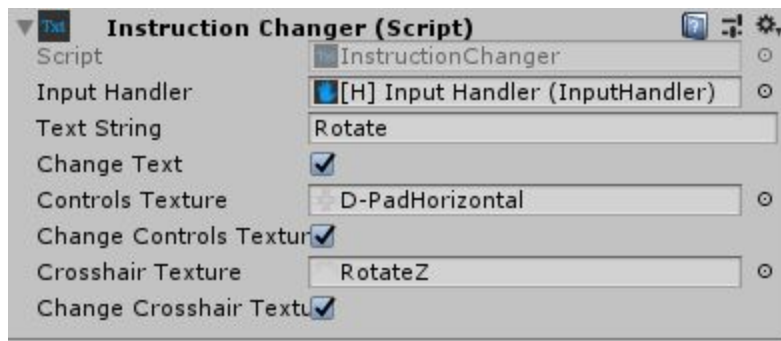 Txt Instruction Changer (Script)
Script InstructionChanger
Input Handler [H] Input Handler (InputHandler)
Text String Rotate
Change Text
Controls Texture D-PadHorizontal
Change Controls Textur
Crosshair Texture RotateZ
Change Crosshair Textu